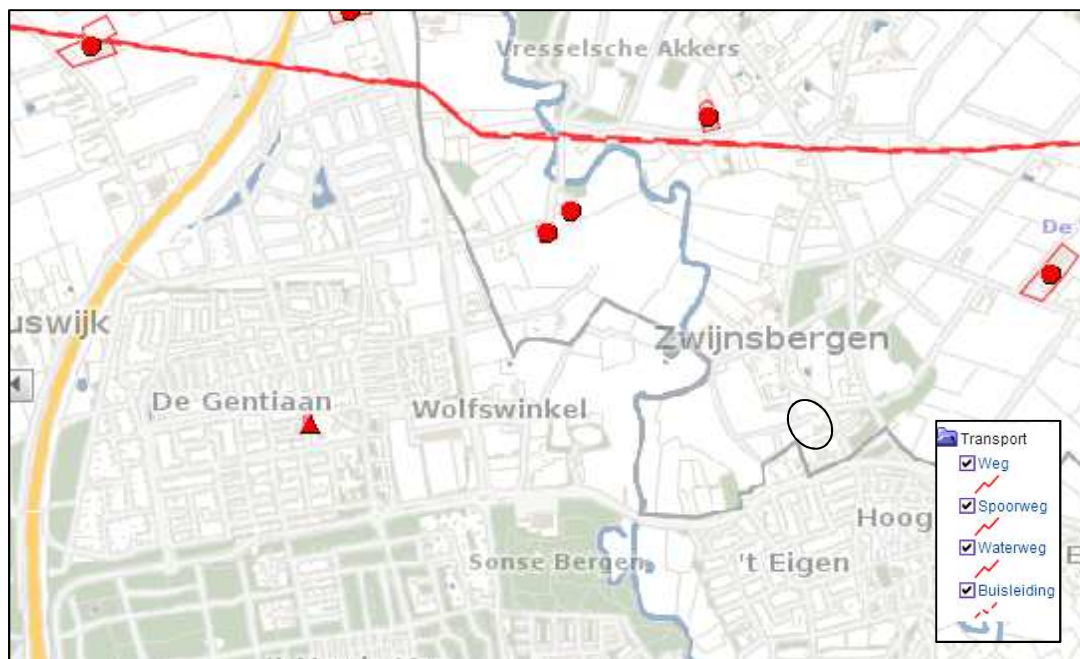 Vresselsche Akkers
De
uswijk
Zwijnsbergen
De Gentiaan
Wolfswinkel
Transport
Weg
Spoorweg
Waterweg
Buisleiding
Hoog
E
Sonse Bergen
't Eigen